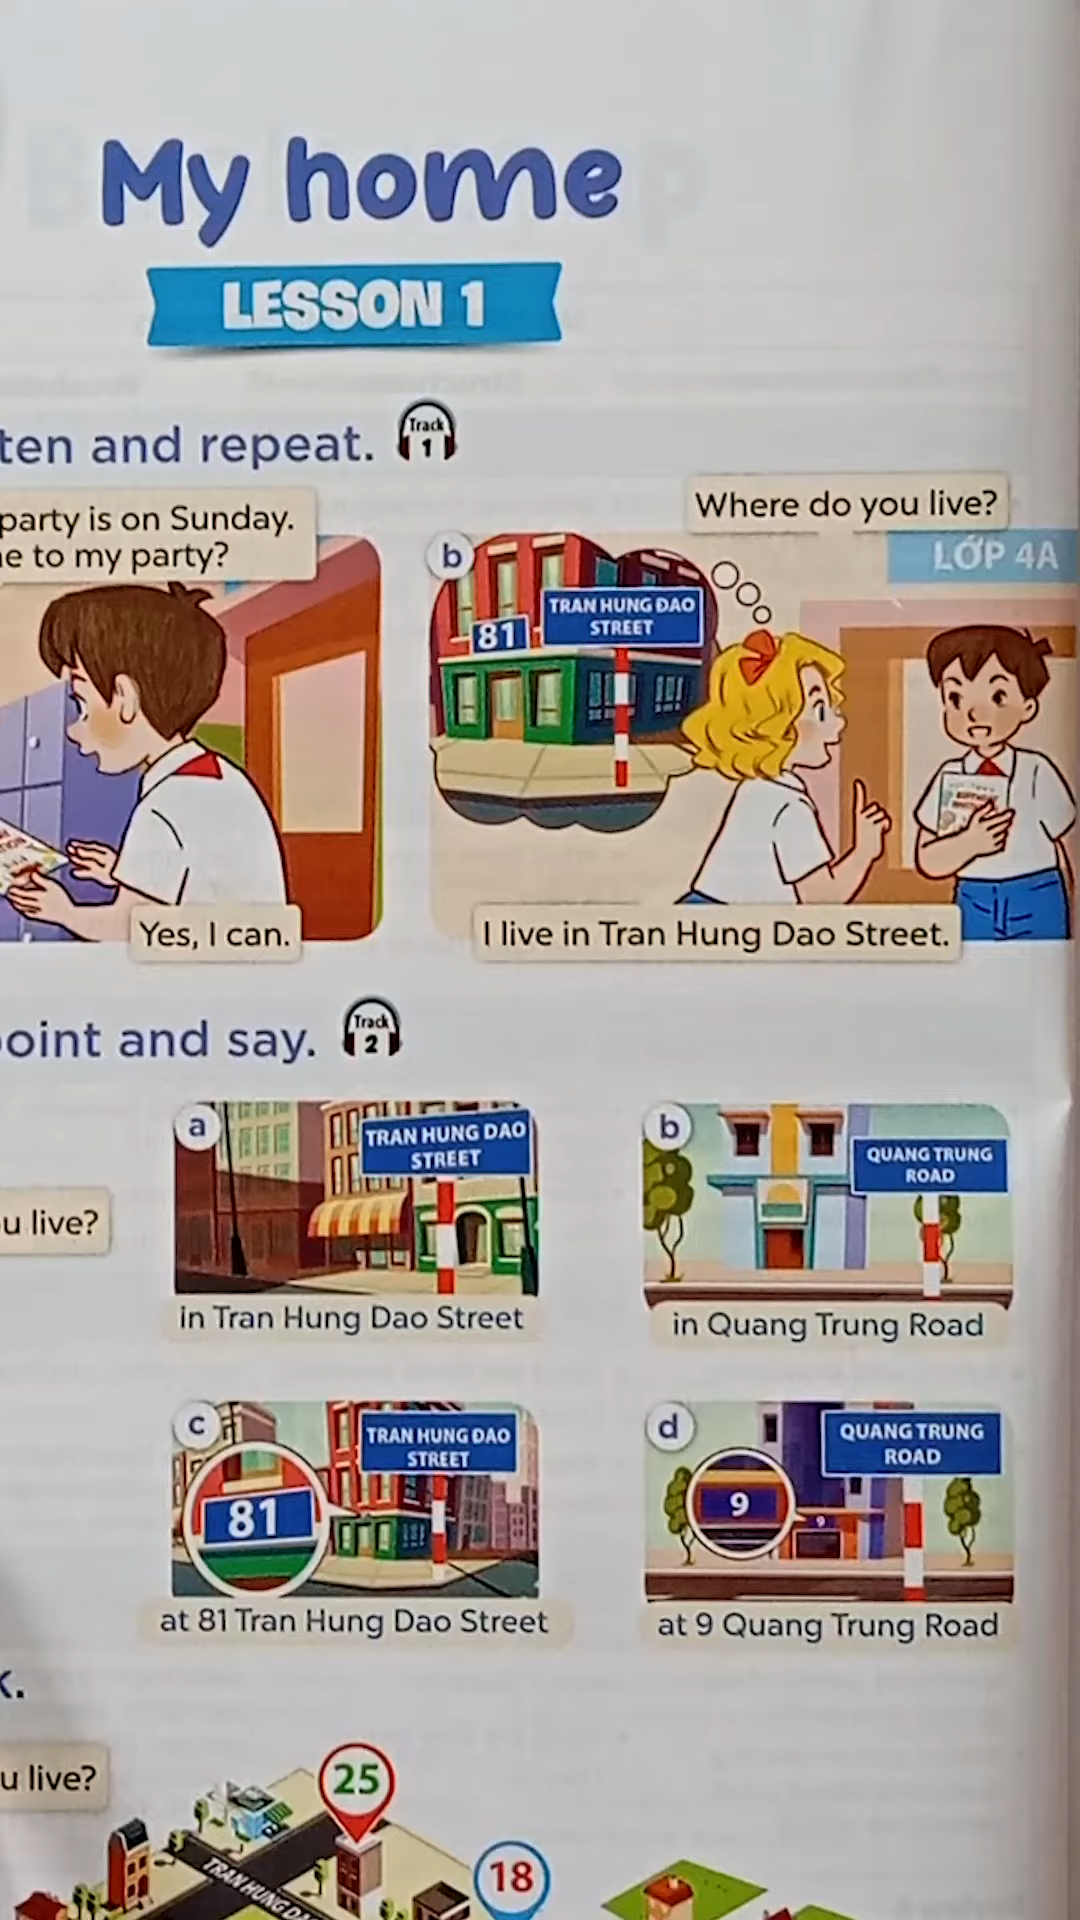 My home
LESSON 1
ten and repeat.
Track
1
party is on Sunday.
e to my party?
Yes, I can.
b
Where do you live?
LỚP 4A
TRAN HUNG DAO
STREET
81
I live in Tran Hung Dao Street.
oint and say.
Track
2
u live?
a
TRAN HUNG DAO
STREET
in Tran Hung Dao Street
b
QUANG TRUNG
ROAD
in Quang Trung Road
c
TRAN HUNG DAO
STREET
81
at 81 Tran Hung Dao Street
d
QUANG TRUNG
ROAD
9
9
at 9 Quang Trung Road
k.
u live?
25
18
TRAN HUNG DA